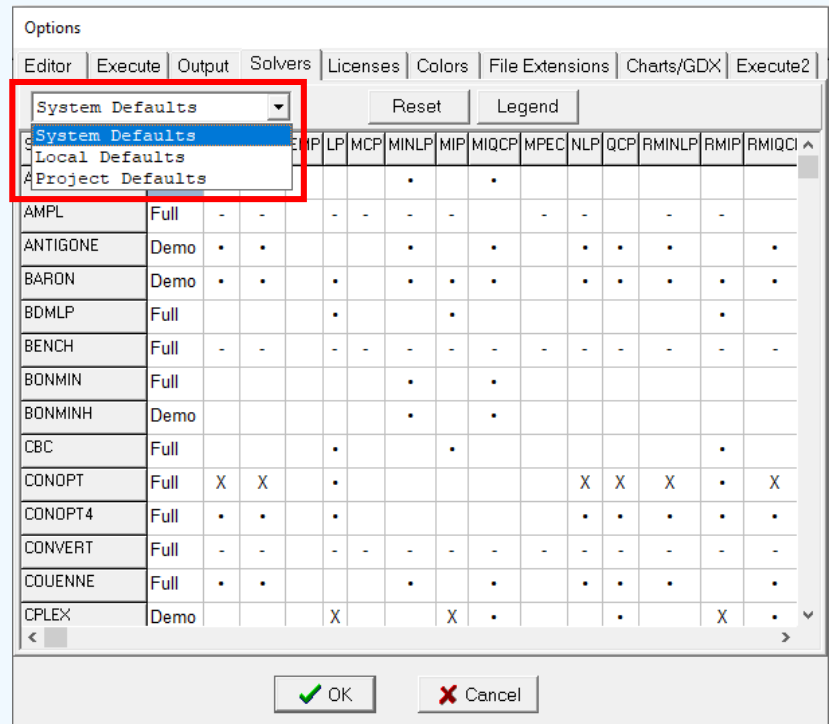 Options
Editor Execute Output Solvers Licenses Colors File Extensions Charts/GDX Execute2
System Defaults Reset Legend
System Defaults
Local Defaults
Project Defaults
EMP LP MCP MINLP MIP MIQCP MPEC NLP QCP RMINLP RMIP RMIQC
• •
AMPL Full - - - - - - - - - -
ANTIGONE Demo • • • • • • • •
BARON Demo • • • • • • • • • • •
BDMLP Full • • •
BENCH Full - - - - - - - - - - - - -
BONMIN Full • •
BONMINH Demo • •
CBC Full • • •
CONOPT Full X X • X X X • X
CONOPT4 Full • • • • • • • •
CONVERT Full - - - - - - - - - - - - -
COUENNE Full • • • • • • • •
CPLEX Demo X X • • X •
OK Cancel